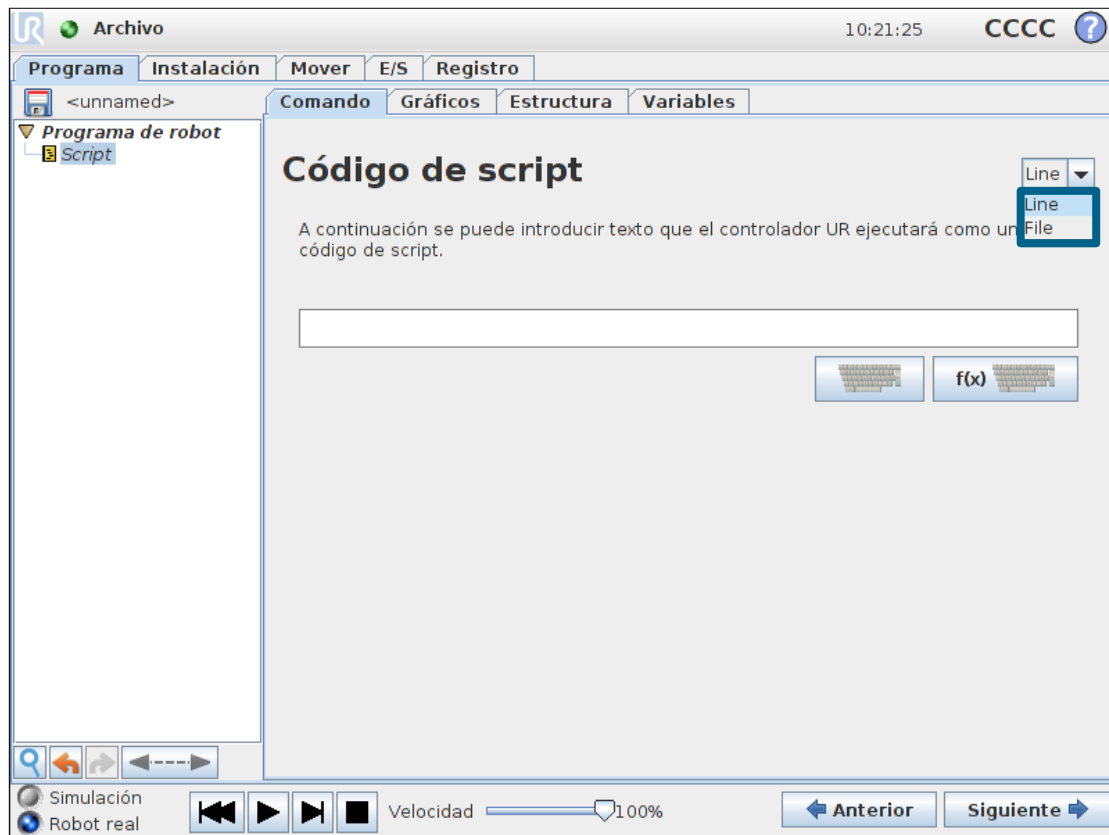 UR Archivo 10:21:25 CCCC ?
Programa Instalación Mover E/S Registro
<unnamed> Comando Gráficos Estructura Variables
Programa de robot
Script
Código de script
Line
Line
File
A continuación se puede introducir texto que el controlador UR ejecutará como un
código de script.
f(x)
Simulación
Robot real
Velocidad 100%
Anterior Siguiente